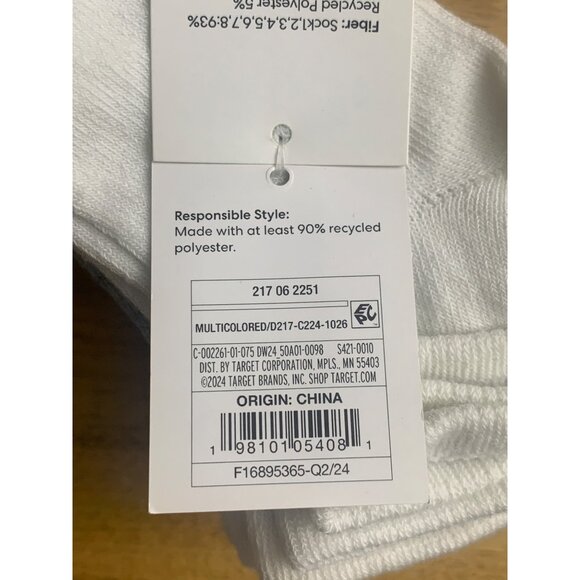 Fiber: Sock1,2,3,4,5,6,7,8:93%
Recycled Polyester 5%
Responsible Style:
Made with at least 90% recycled
polyester.
217 06 2251
MULTICOLORED/D217-C224-1026
EPC
C-002261-01-075 DW24 50A01-0098 S421-0010
DIST. BY TARGET CORPORATION, MPLS., MN 55403
©2024 TARGET BRANDS, INC. SHOP TARGET.COM
ORIGIN: CHINA
1 98101 05408 1
F16895365-Q2/24